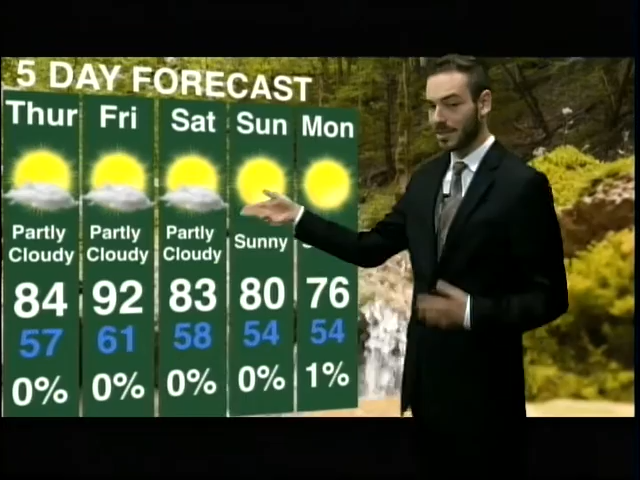 5 DAY FORECAST
Thur Fri Sat Sun Mon
Partly Cloudy Partly Cloudy Partly Cloudy Sunny
84 92 83 80 76
57 61 58 54 54
0% 0% 0% 0% 1%